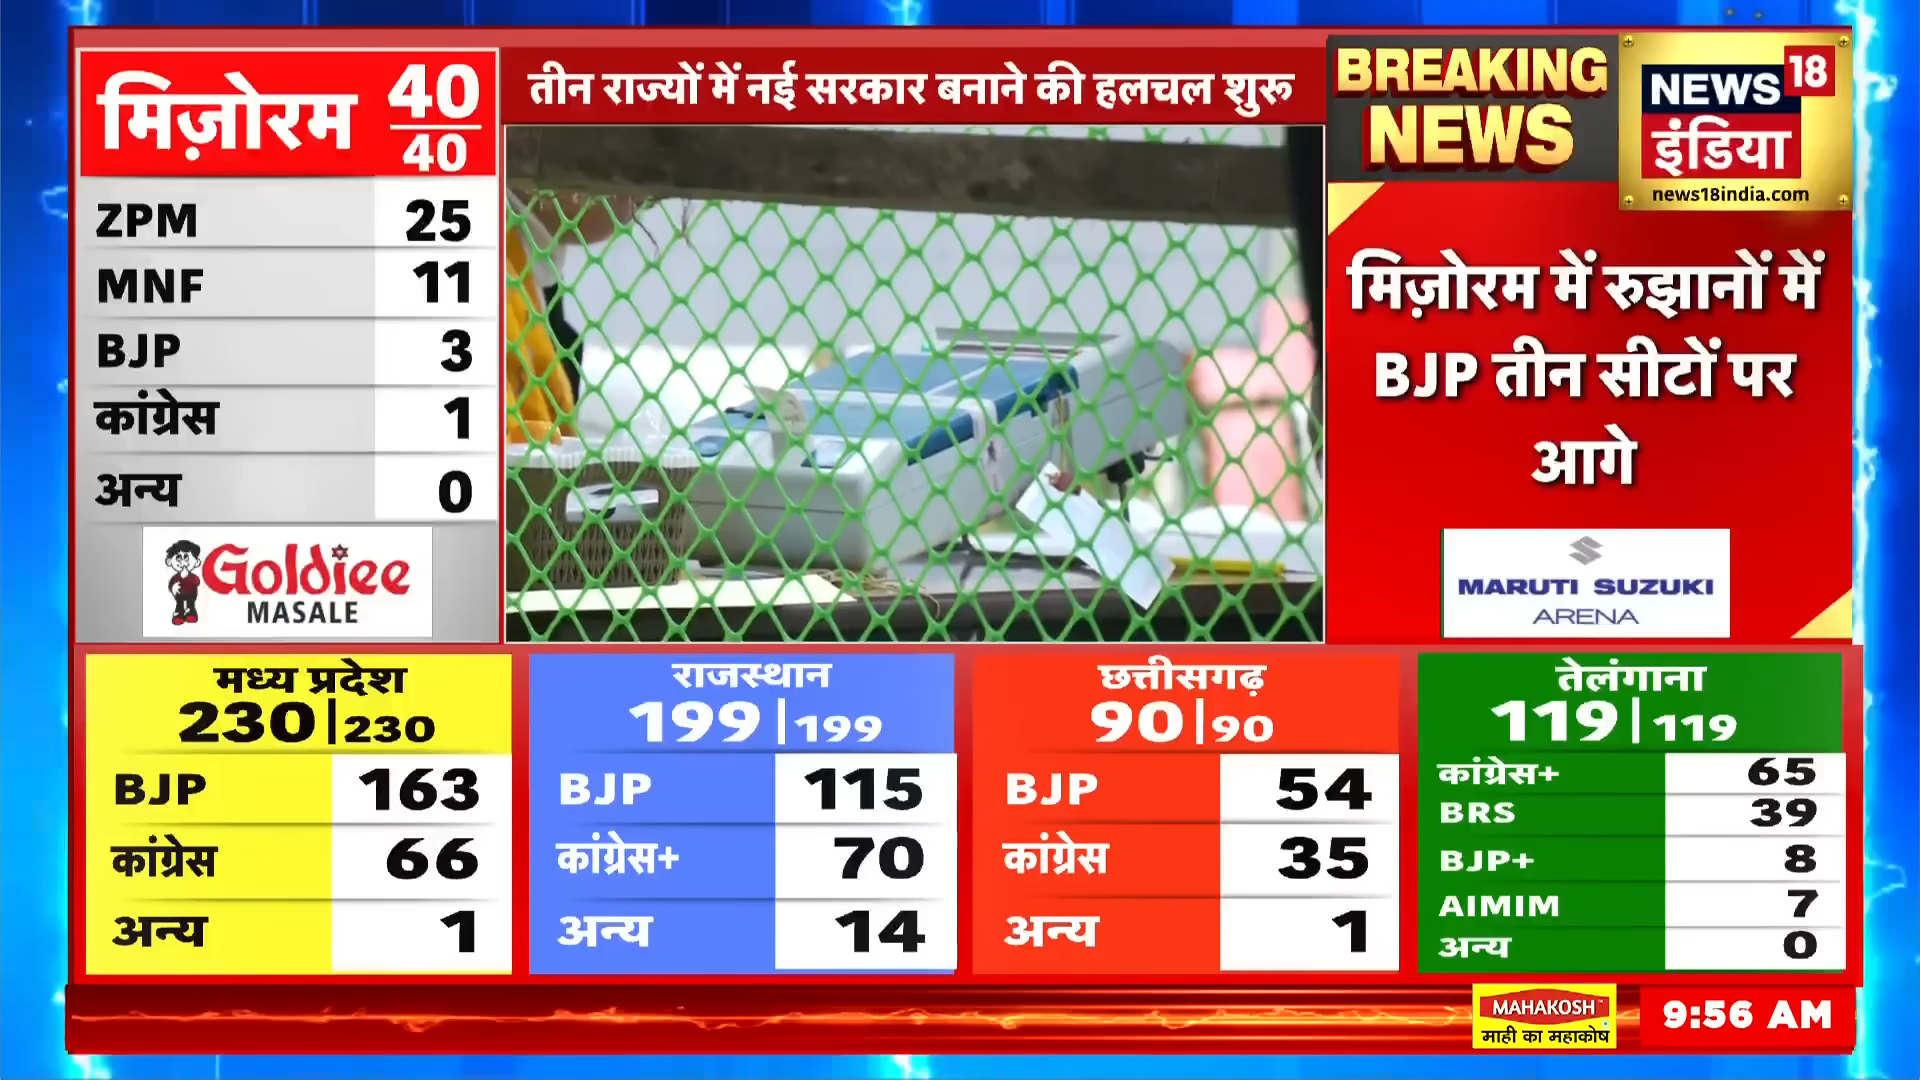 मिज़ोरम
40
40
ZPM 25
MNF 11
BJP 3
कांग्रेस 1
अन्य 0
Goldiee
MASALE
तीन राज्यों में नई सरकार बनाने की हलचल शुरू
BREAKING
NEWS
NEWS 18
इंडिया
news18india.com
मिज़ोरम में रुझानों में
BJP तीन सीटों पर
आगे
MARUTI SUZUKI
ARENA
मध्य प्रदेश
230|230
BJP 163
कांग्रेस 66
अन्य 1
राजस्थान
199|199
BJP 115
कांग्रेस+ 70
अन्य 14
छत्तीसगढ़
90|90
BJP 54
कांग्रेस 35
अन्य 1
तेलंगाना
119|119
कांग्रेस+ 65
BRS 39
BJP+ 8
AIMIM 7
अन्य 0
MAHAKOSH
माही का महाकोष
9:56 AM